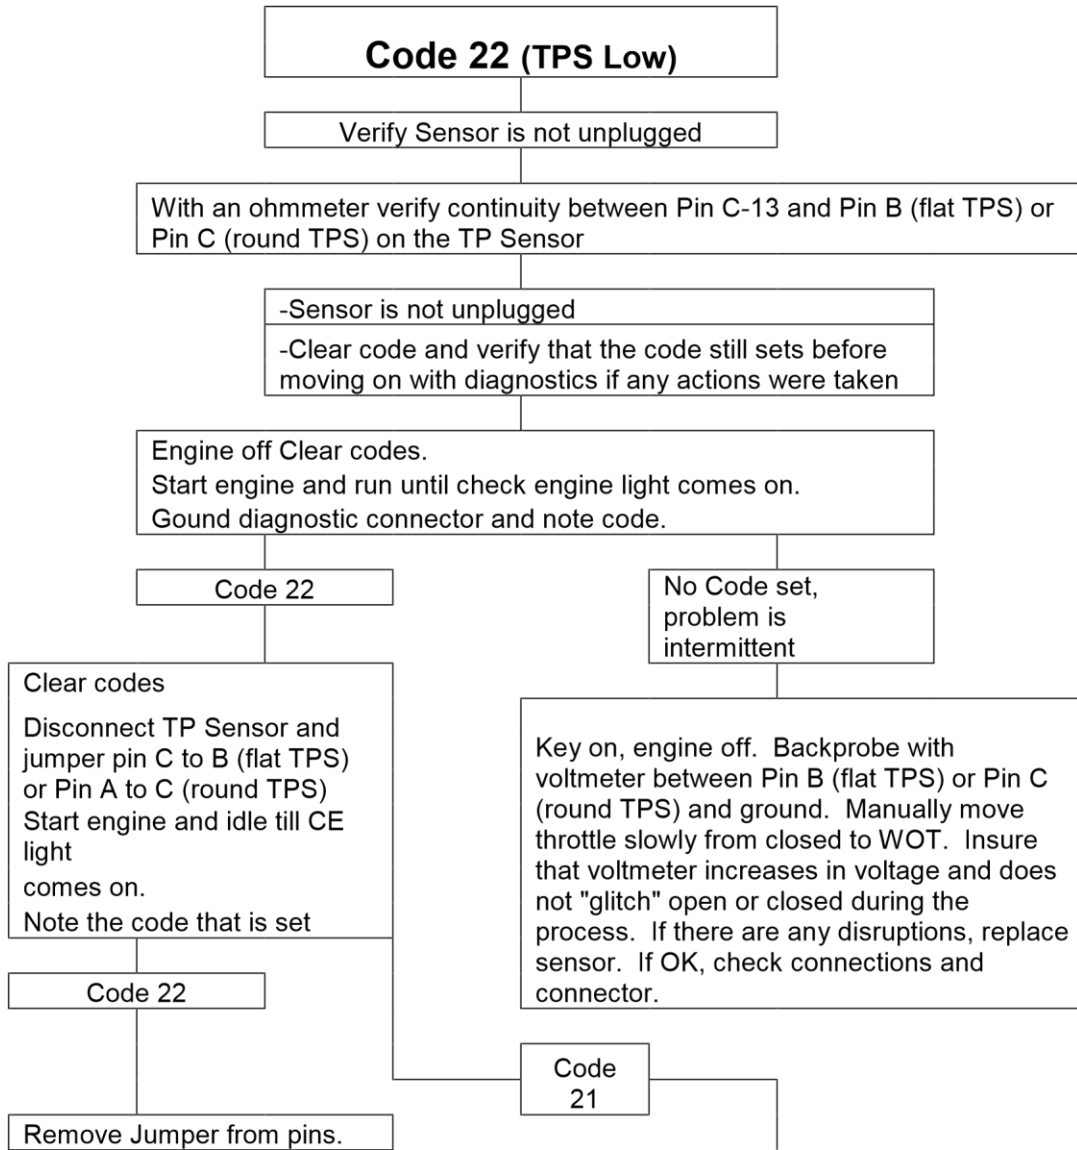 Code 22 (TPS Low)
Verify Sensor is not unplugged
With an ohmmeter verify continuity between Pin C-13 and Pin B (flat TPS) or
Pin C (round TPS) on the TP Sensor
-Sensor is not unplugged
-Clear code and verify that the code still sets before
moving on with diagnostics if any actions were taken
Engine off Clear codes.
Start engine and run until check engine light comes on.
Gound diagnostic connector and note code.
Code 22
No Code set,
problem is
intermittent
Clear codes
Disconnect TP Sensor and
jumper pin C to B (flat TPS)
or Pin A to C (round TPS)
Start engine and idle till CE
light
comes on.
Note the code that is set
Key on, engine off.  Backprobe with
voltmeter between Pin B (flat TPS) or Pin C
(round TPS) and ground.  Manually move
throttle slowly from closed to WOT.  Insure
that voltmeter increases in voltage and does
not "glitch" open or closed during the
process.  If there are any disruptions, replace
sensor.  If OK, check connections and
connector.
Code 22
Code
21
Remove Jumper from pins.